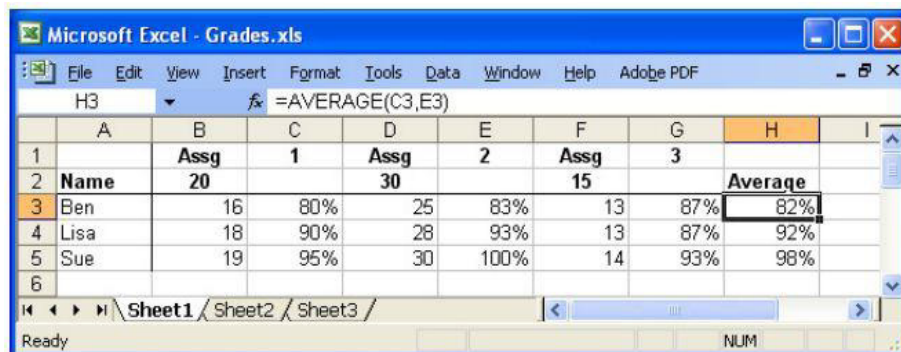 Microsoft Excel - Grades.xls
File Edit View Insert Format Tools Data Window Help Adobe PDF
H3 fx =AVERAGE(C3,E3)
A B C D E F G H I
1 Assg 1 Assg 2 Assg 3
2 Name 20 30 15 Average
3 Ben 16 80% 25 83% 13 87% 82%
4 Lisa 18 90% 28 93% 13 87% 92%
5 Sue 19 95% 30 100% 14 93% 98%
6
Sheet1 / Sheet2 / Sheet3 /
Ready NUM